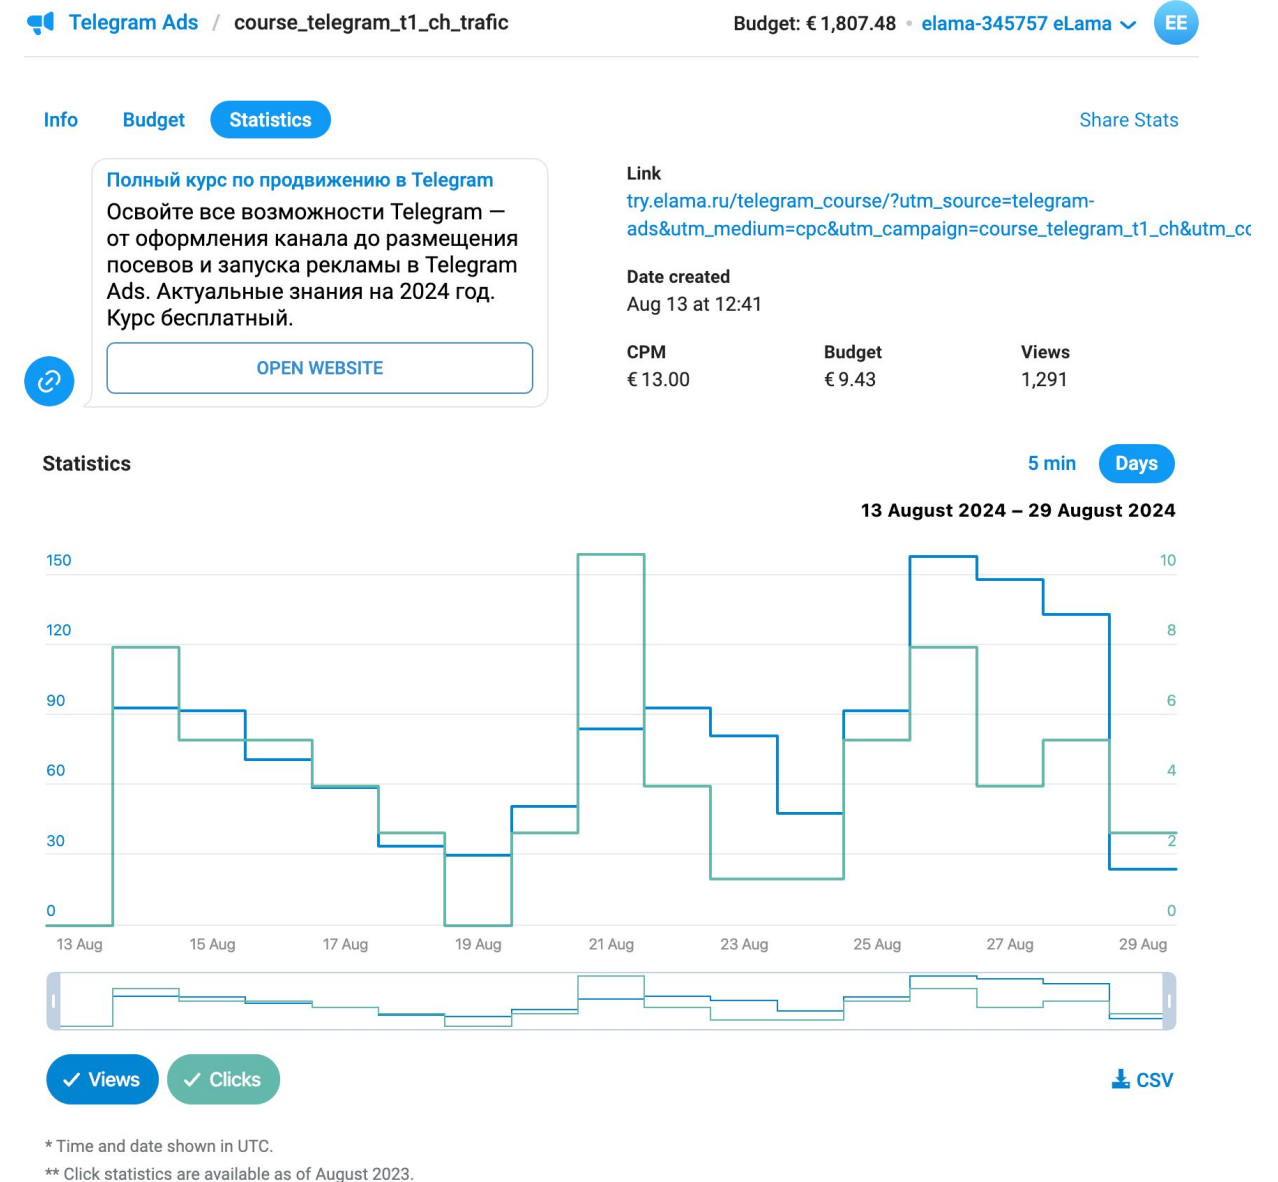 Telegram Ads / course_telegram_t1_ch_trafic
Budget: € 1,807.48 • elama-345757 eLama
EE
Info
Budget
Statistics
Share Stats
Полный курс по продвижению в Telegram
Освойте все возможности Telegram —
от оформления канала до размещения
посевов и запуска рекламы в Telegram
Ads. Актуальные знания на 2024 год.
Курс бесплатный.
OPEN WEBSITE
Link
try.elama.ru/telegram_course/?utm_source=telegram-
ads&utm_medium=cpc&utm_campaign=course_telegram_t1_ch&utm_cc
Date created
Aug 13 at 12:41
CPM
€ 13.00
Budget
€ 9.43
Views
1,291
Statistics
5 min
Days
13 August 2024 – 29 August 2024
150
120
90
60
30
0
10
8
6
4
2
0
13 Aug
15 Aug
17 Aug
19 Aug
21 Aug
23 Aug
25 Aug
27 Aug
29 Aug
Views
Clicks
CSV
* Time and date shown in UTC.
** Click statistics are available as of August 2023.